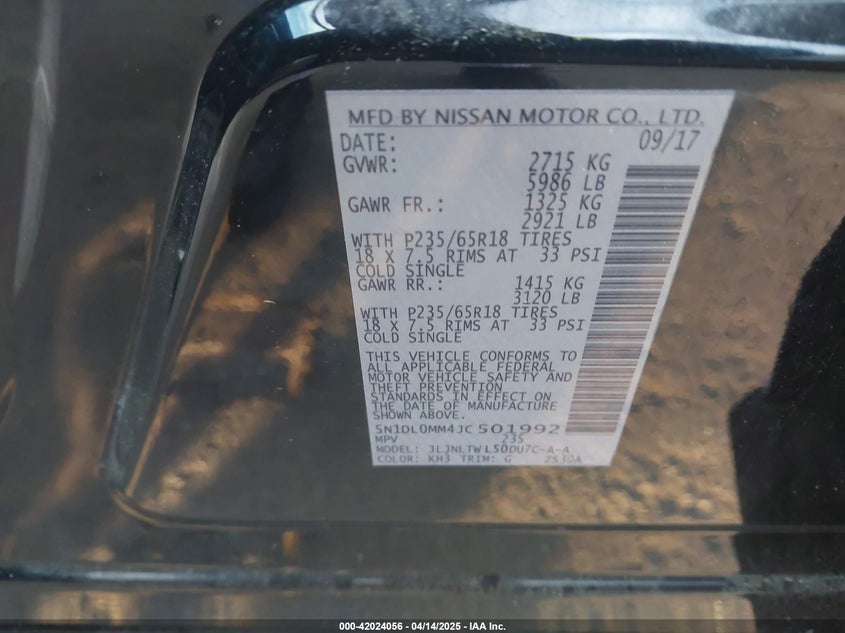 MFD BY NISSAN MOTOR CO., LTD.
DATE: 09/17
GVWR: 2715 KG
5986 LB
GAWR FR.: 1325 KG
2921 LB
WITH P235/65R18 TIRES
18 X 7.5 RIMS AT 33 PSI
COLD SINGLE
GAWR RR.: 1415 KG
3120 LB
WITH P235/65R18 TIRES
18 X 7.5 RIMS AT 33 PSI
COLD SINGLE
THIS VEHICLE CONFORMS TO
ALL APPLICABLE FEDERAL
MOTOR VEHICLE SAFETY AND
THEFT PREVENTION
STANDARDS IN EFFECT ON
THE DATE OF MANUFACTURE
SHOWN ABOVE.
5N1DL0MM4JC501992
MPV 235
MODEL: JLJNLTWL50DU7C-A-A
COLOR: KH3 TRIM: G 2S30A
000-42024056 - 04/14/2025 - IAA Inc.